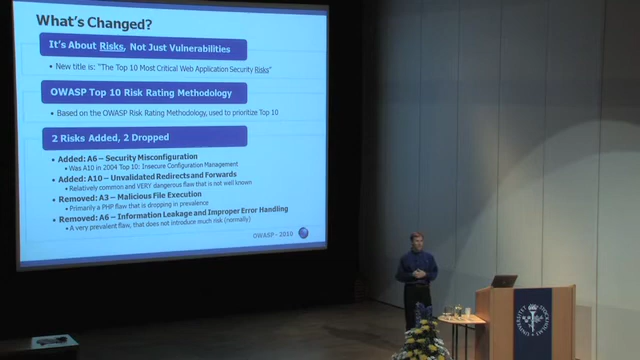 What's Changed?
It's About Risks, Not Just Vulnerabilities
• New title is: "The Top 10 Most Critical Web Application Security Risks"
OWASP Top 10 Risk Rating Methodology
• Based on the OWASP Risk Rating Methodology, used to prioritize Top 10
2 Risks Added, 2 Dropped
• Added: A6 – Security Misconfiguration
• Was A10 in 2004 Top 10: Insecure Configuration Management
• Added: A10 – Unvalidated Redirects and Forwards
• Relatively common and VERY dangerous flaw that is not well known
• Removed: A3 – Malicious File Execution
• Primarily a PHP flaw that is dropping in prevalence
• Removed: A6 – Information Leakage and Improper Error Handling
• A very prevalent flaw, that does not introduce much risk (normally)
OWASP - 2010